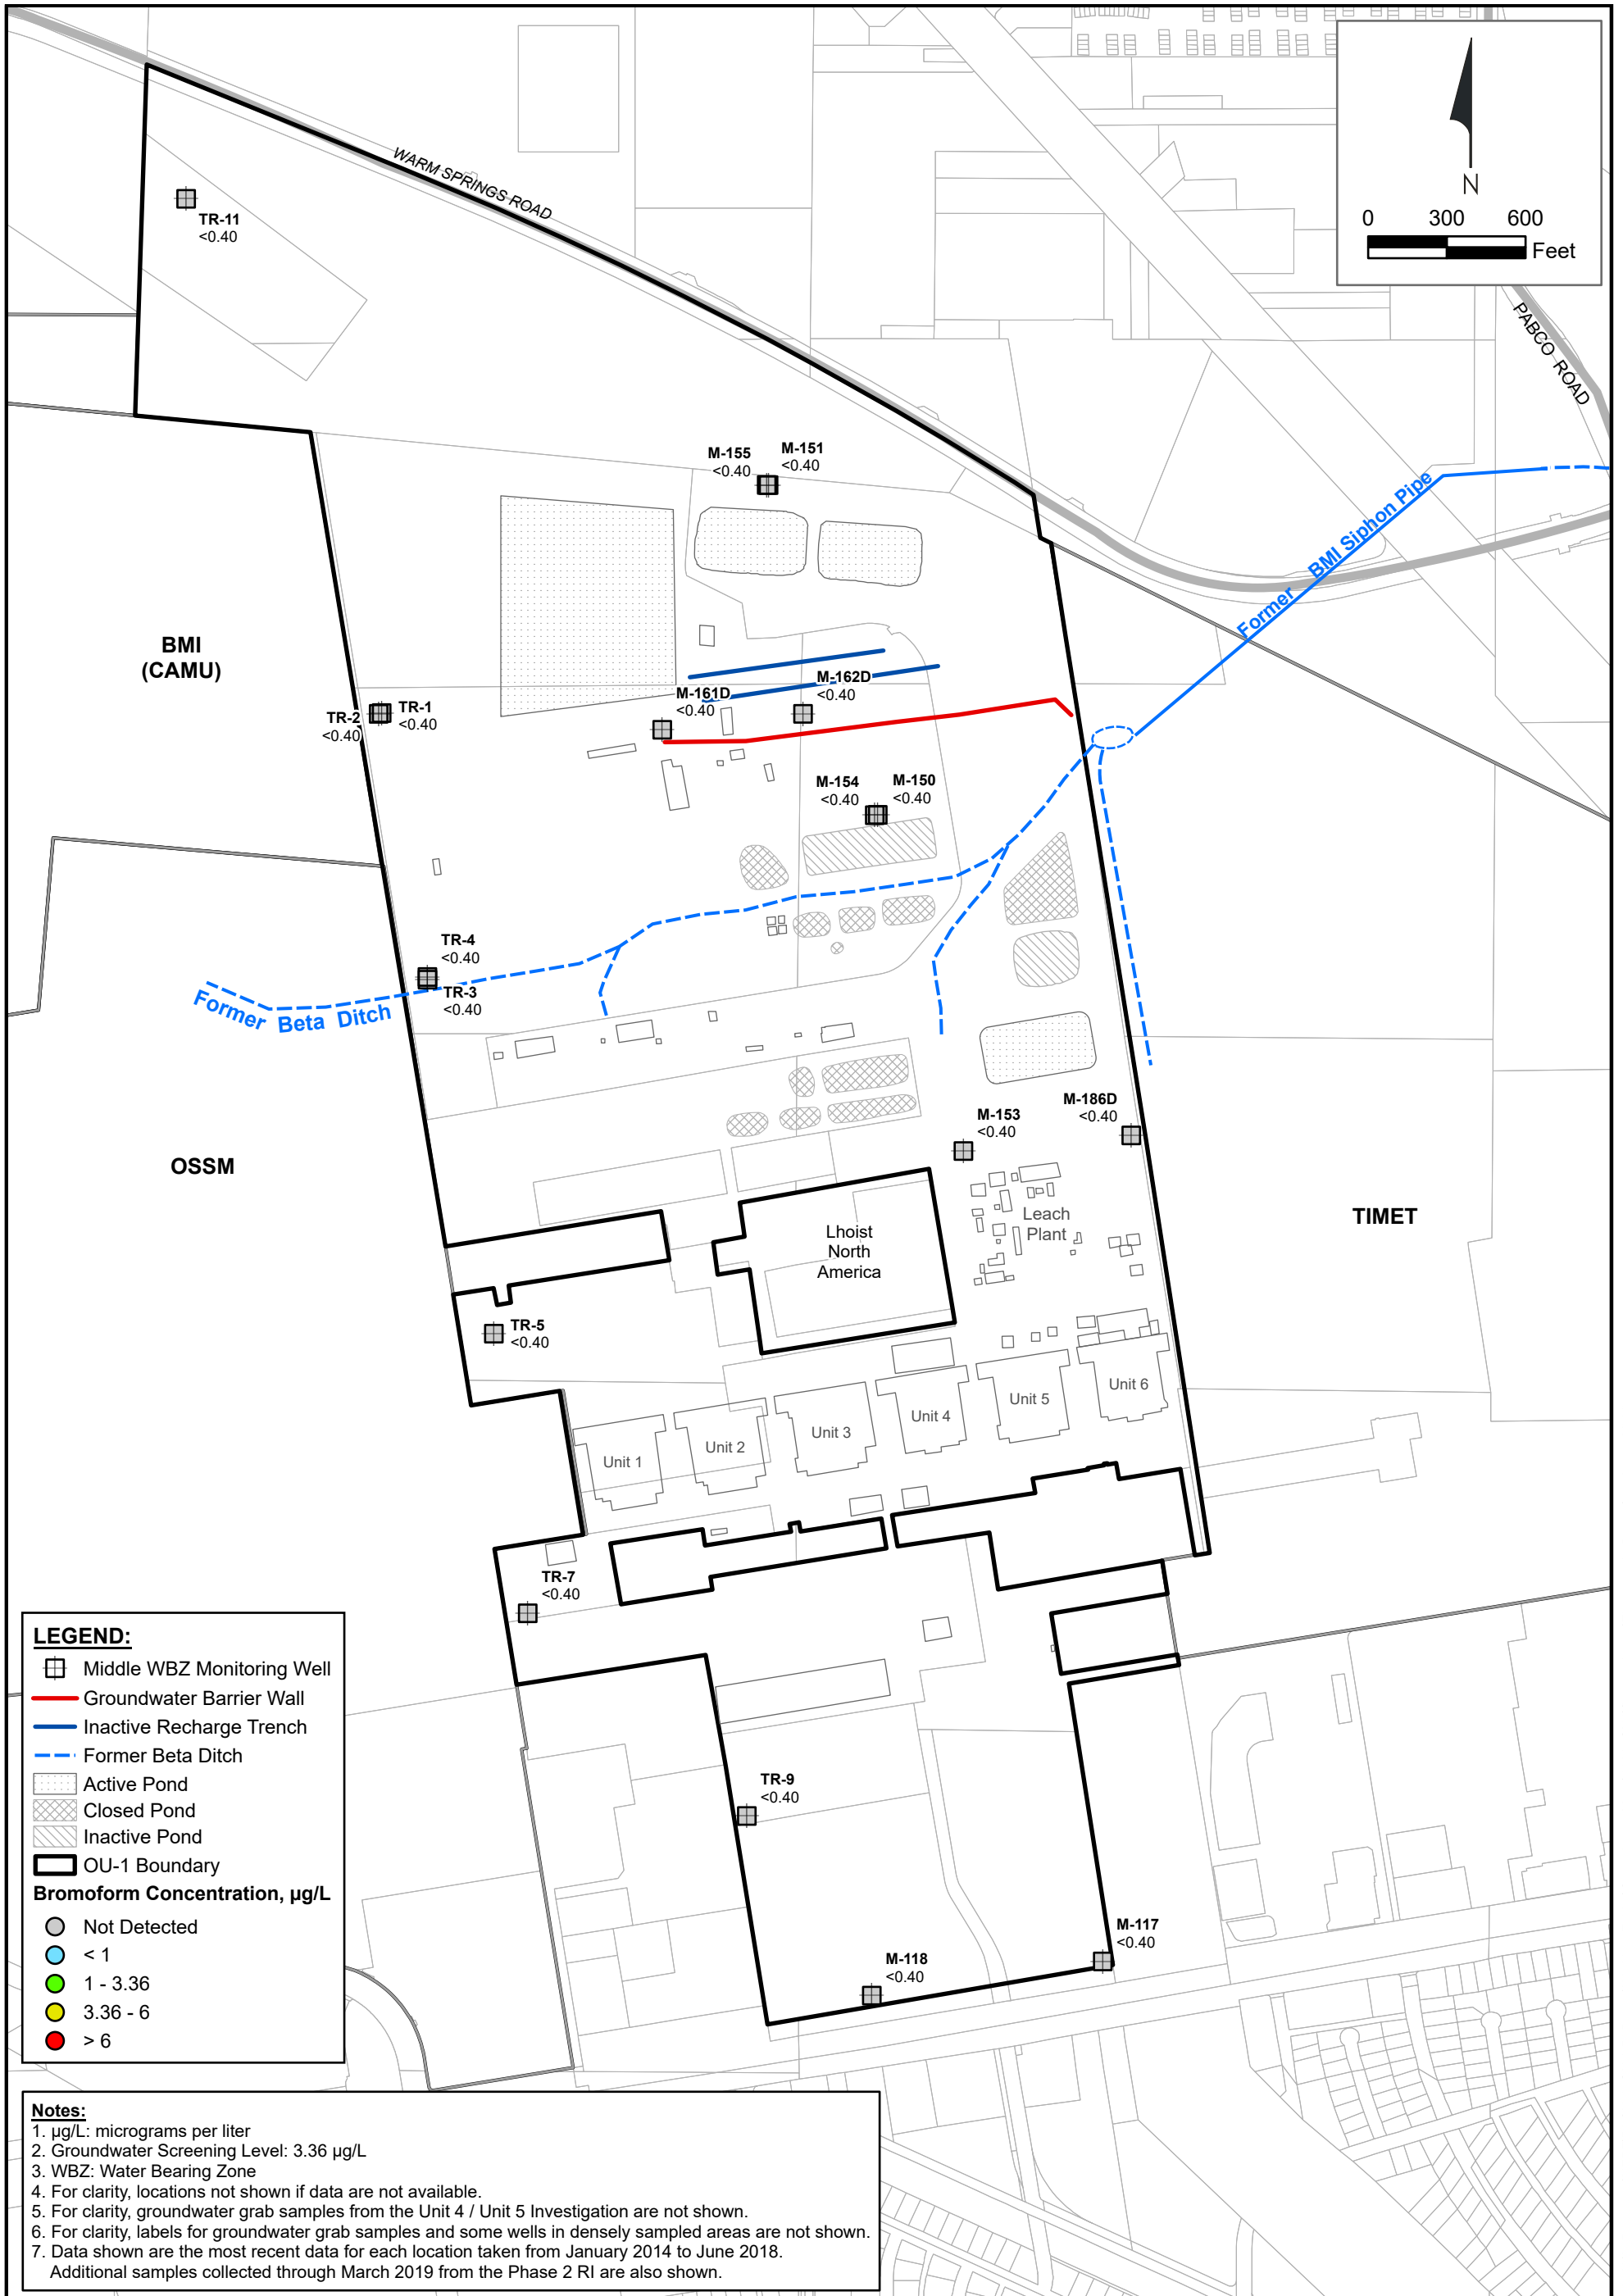 WARM SPRINGS ROAD
N
0 300 600
Feet
PABCO ROAD
TR-11
<0.40
M-155
<0.40
M-151
<0.40
Former BMI Siphon Pipe
BMI
(CAMU)
M-161D
<0.40
M-162D
<0.40
TR-2
<0.40
TR-1
<0.40
M-154
<0.40
M-150
<0.40
TR-4
<0.40
TR-3
<0.40
Former Beta Ditch
M-153
<0.40
M-186D
<0.40
OSSM
TIMET
Lhoist
North
America
Leach
Plant
TR-5
<0.40
Unit 1
Unit 2
Unit 3
Unit 4
Unit 5
Unit 6
TR-7
<0.40
TR-9
<0.40
M-118
<0.40
M-117
<0.40
LEGEND:
Middle WBZ Monitoring Well
Groundwater Barrier Wall
Inactive Recharge Trench
Former Beta Ditch
Active Pond
Closed Pond
Inactive Pond
OU-1 Boundary
Bromoform Concentration, µg/L
Not Detected
< 1
1 - 3.36
3.36 - 6
> 6
Notes:
1. µg/L: micrograms per liter
2. Groundwater Screening Level: 3.36 µg/L
3. WBZ: Water Bearing Zone
4. For clarity, locations not shown if data are not available.
5. For clarity, groundwater grab samples from the Unit 4 / Unit 5 Investigation are not shown.
6. For clarity, labels for groundwater grab samples and some wells in densely sampled areas are not shown.
7. Data shown are the most recent data for each location taken from January 2014 to June 2018.
Additional samples collected through March 2019 from the Phase 2 RI are also shown.